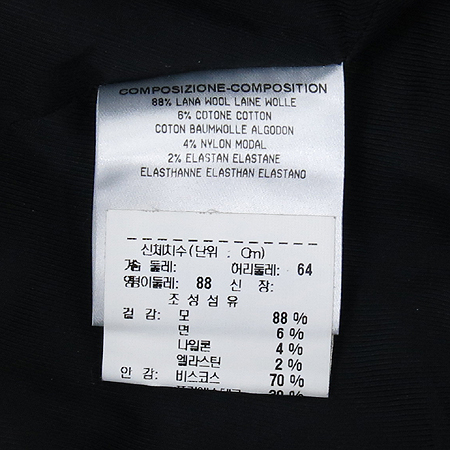 COMPOSIZIONE-COMPOSITION
88% LANA WOOL LAINE WOLLE
6% COTONE COTTON
COTON BAUMWOLLE ALGODON
4% NYLON MODAL
2% ELASTAN ELASTANE
ELASTHANNE ELASTHAN ELASTANO
신체치수(단위 : Cm)
가슴 둘레: 허리둘레: 64
엉덩이둘레: 88 신 장:
조성섬유
겉 감: 모 88 %
면 6 %
나일론 4 %
엘라스틴 2 %
안 감: 비스코스 70 %